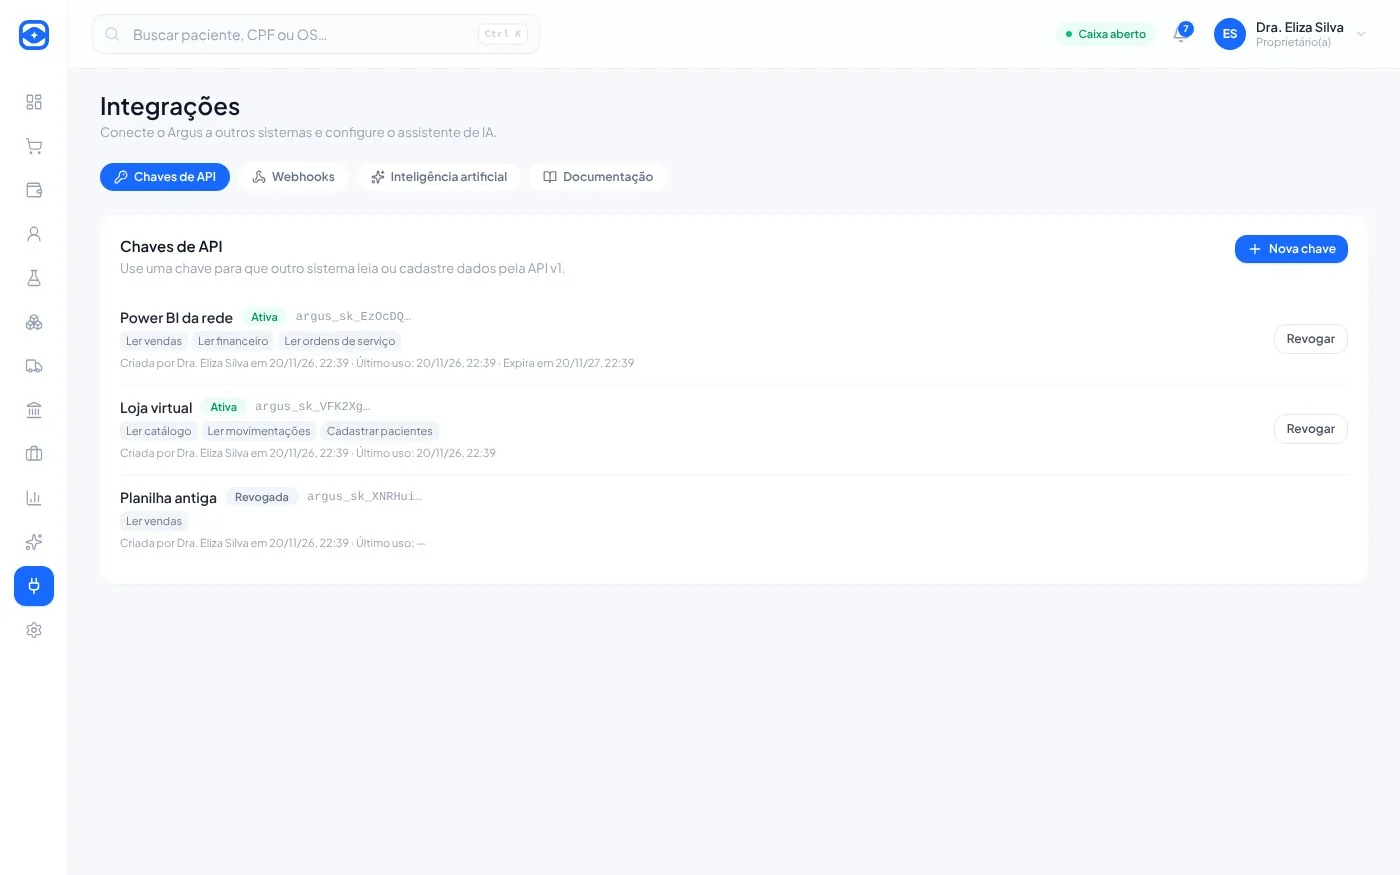 Buscar paciente, CPF ou OS...
Ctrl K
Caixa aberto
7
ES
Dra. Eliza Silva
Proprietário(a)
Integrações
Conecte o Argus a outros sistemas e configure o assistente de IA.
Chaves de API
Webhooks
Inteligência artificial
Documentação
Chaves de API
Use uma chave para que outro sistema leia ou cadastre dados pela API v1.
Nova chave
Power BI da rede Ativa argus_sk_EzOcDQ…
Ler vendas Ler financeiro Ler ordens de serviço
Criada por Dra. Eliza Silva em 20/11/26, 22:39 · Último uso: 20/11/26, 22:39 · Expira em 20/11/27, 22:39
Revogar
Loja virtual Ativa argus_sk_VFK2Xg…
Ler catálogo Ler movimentações Cadastrar pacientes
Criada por Dra. Eliza Silva em 20/11/26, 22:39 · Último uso: 20/11/26, 22:39
Revogar
Planilha antiga Revogada argus_sk_XNRHui…
Ler vendas
Criada por Dra. Eliza Silva em 20/11/26, 22:39 · Último uso: —